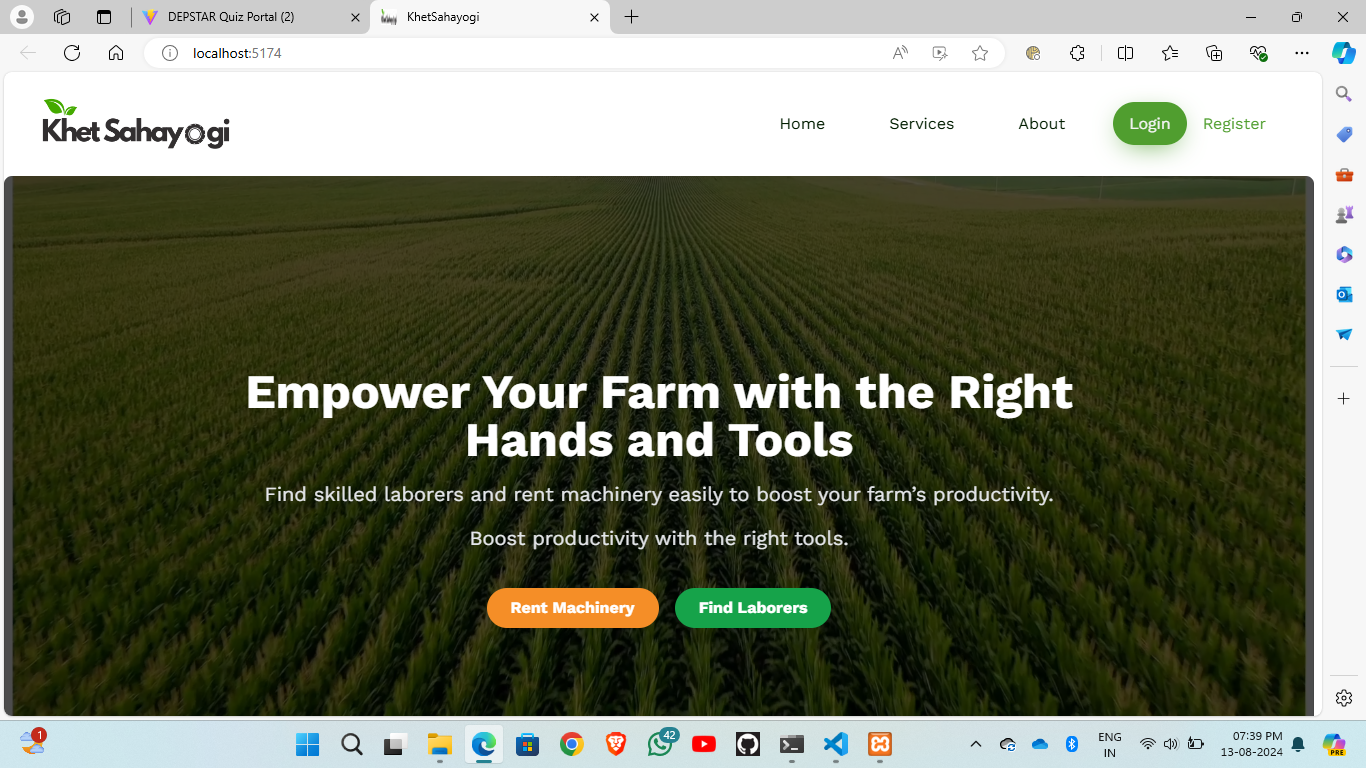 DEPSTAR Quiz Portal (2)
KhetSahayogi
localhost:5174
Khet Sahayogi
Home
Services
About
Login
Register
Empower Your Farm with the Right
Hands and Tools
Find skilled laborers and rent machinery easily to boost your farm’s productivity.
Boost productivity with the right tools.
Rent Machinery
Find Laborers
1
42
ENG
IN
07:39 PM
13-08-2024
PRE